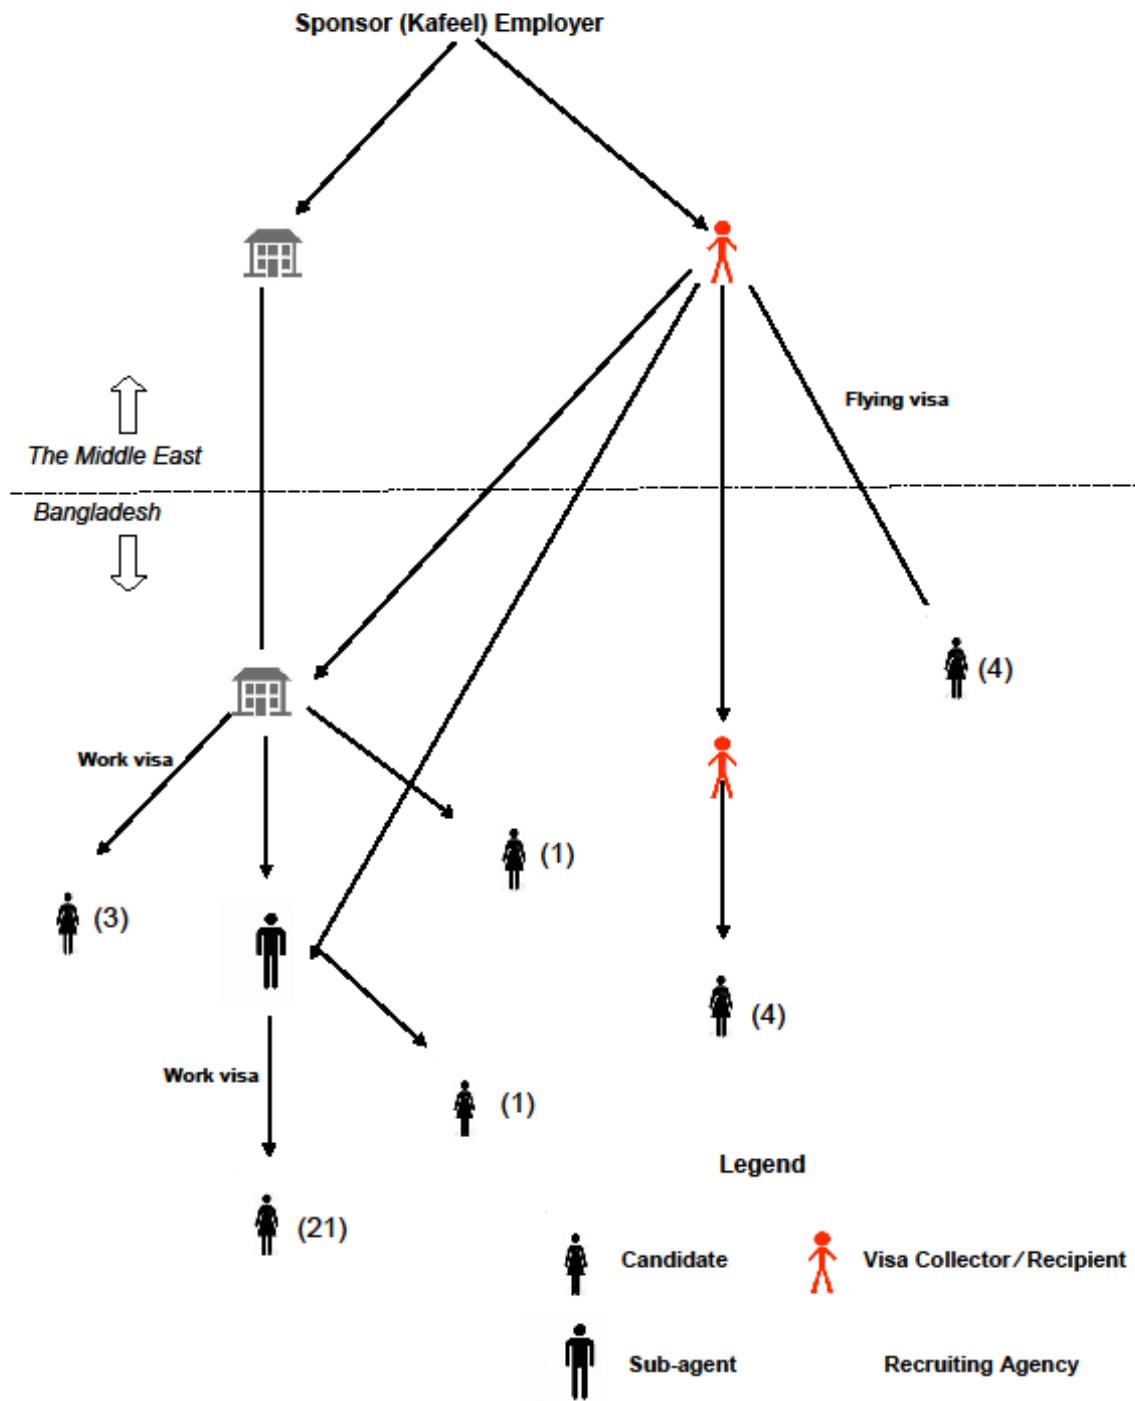 Sponsor (Kafeel) Employer
Flying visa
The Middle East
Bangladesh
(4)
Work visa
(1)
(3)
(4)
Work visa
(1)
(21)
Legend
Candidate
Visa Collector/Recipient
Sub-agent
Recruiting Agency